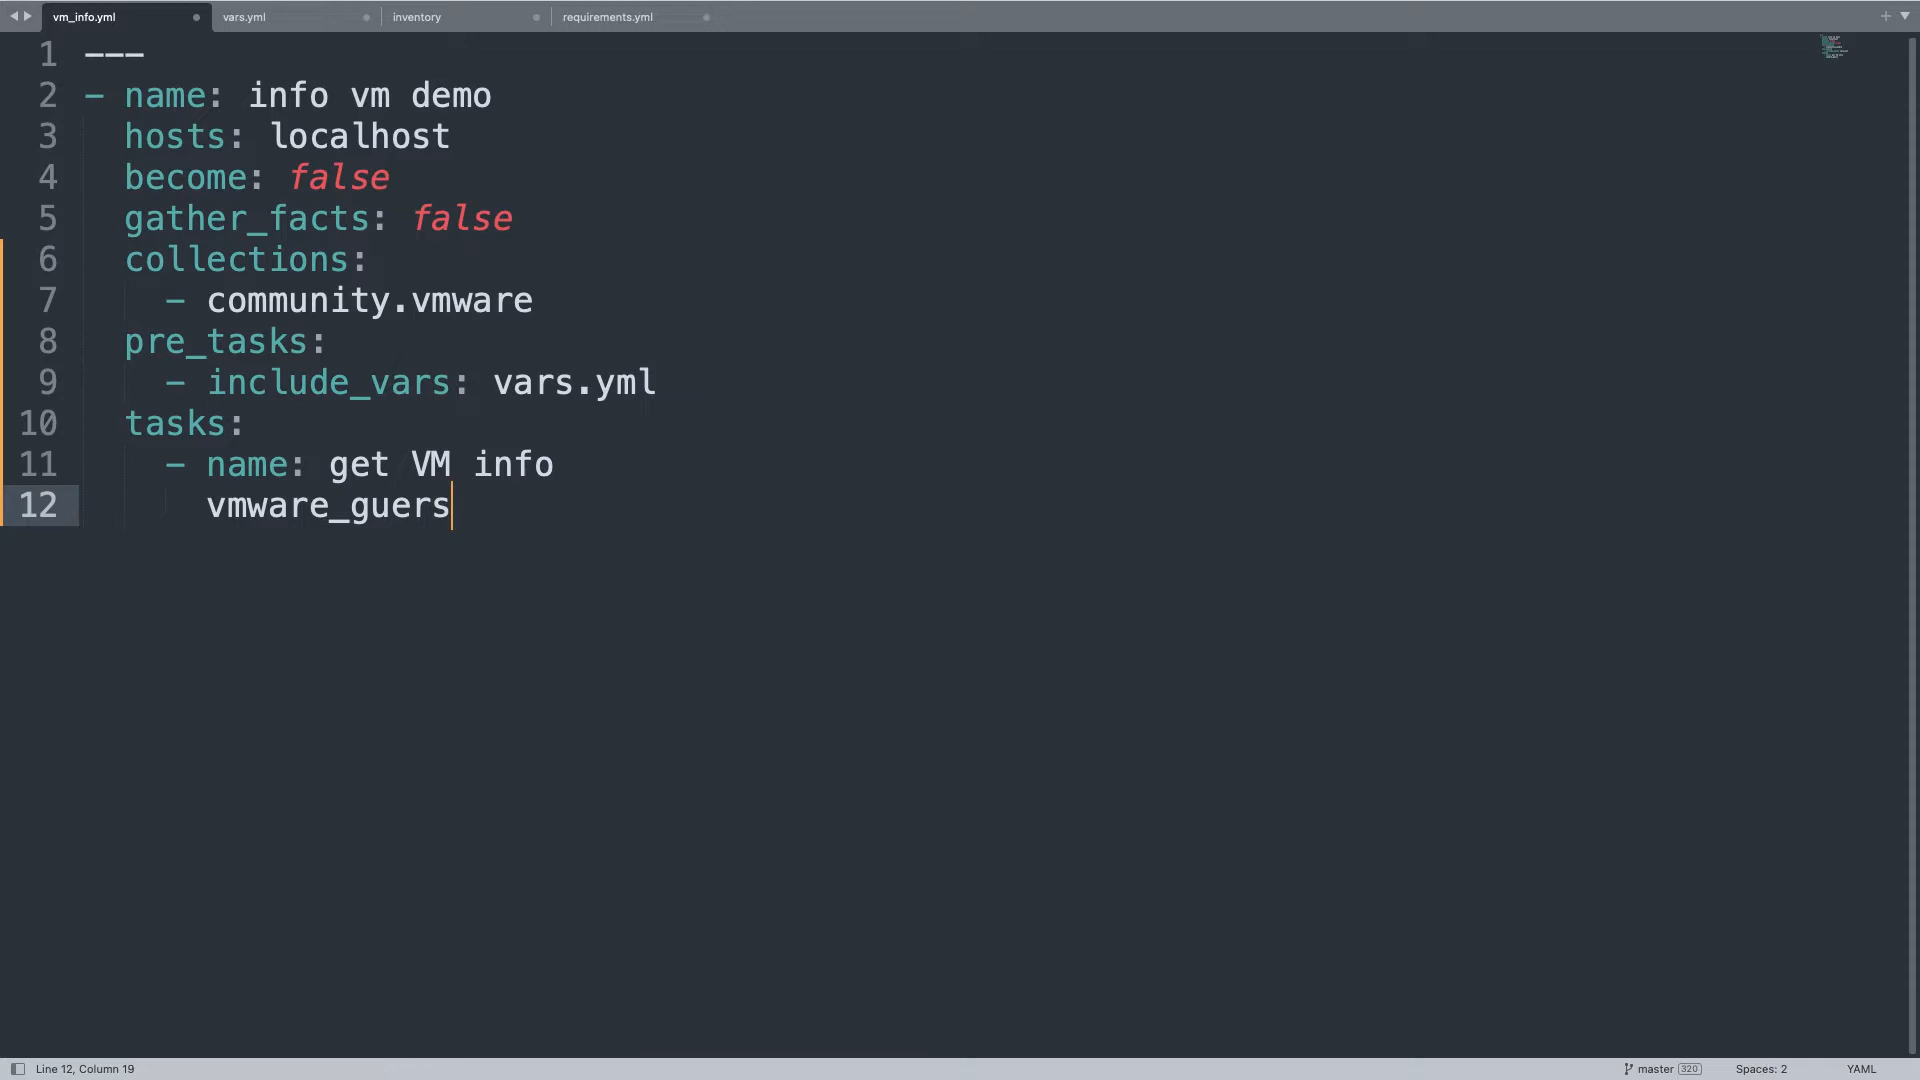 vm_info.yml vars.yml inventory requirements.yml
1 ---
2 - name: info vm demo
3 hosts: localhost
4 become: false
5 gather_facts: false
6 collections:
7 - community.vmware
8 pre_tasks:
9 - include_vars: vars.yml
10 tasks:
11 - name: get VM info
12 vmware_guers
Line 12, Column 19 master 320 Spaces: 2 YAML